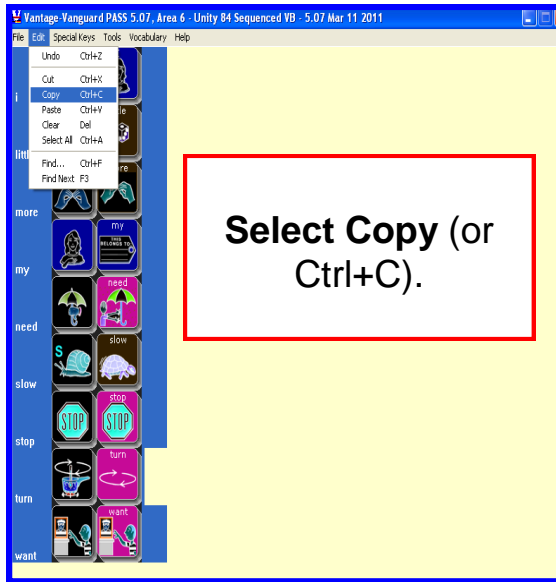 Vantage-Vanguard PASS 5.07, Area 6 - Unity 84 Sequenced VB - 5.07 Mar 11 2011
File Edit Special Keys Tools Vocabulary Help
Undo Ctrl+Z
Cut Ctrl+X
Copy Ctrl+C
Paste Ctrl+V
Clear Del
Select All Ctrl+A
Find... Ctrl+F
Find Next F3
i
more
my
my
THIS BELONGS TO
need
need
S
slow
slow
stop
STOP
STOP
stop
turn
turn
want
want
Select Copy (or
Ctrl+C).